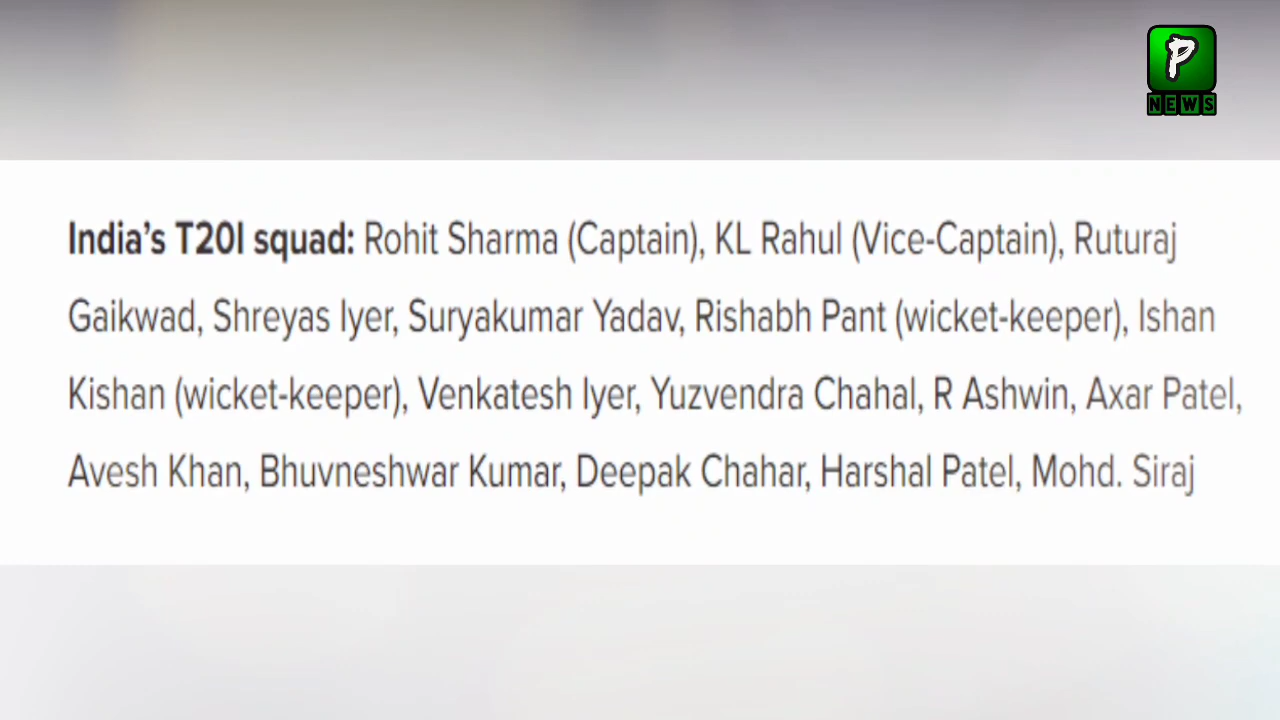 P
NEWS
India’s T20I squad: Rohit Sharma (Captain), KL Rahul (Vice-Captain), Ruturaj
Gaikwad, Shreyas Iyer, Suryakumar Yadav, Rishabh Pant (wicket-keeper), Ishan
Kishan (wicket-keeper), Venkatesh Iyer, Yuzvendra Chahal, R Ashwin, Axar Patel,
Avesh Khan, Bhuvneshwar Kumar, Deepak Chahar, Harshal Patel, Mohd. Siraj